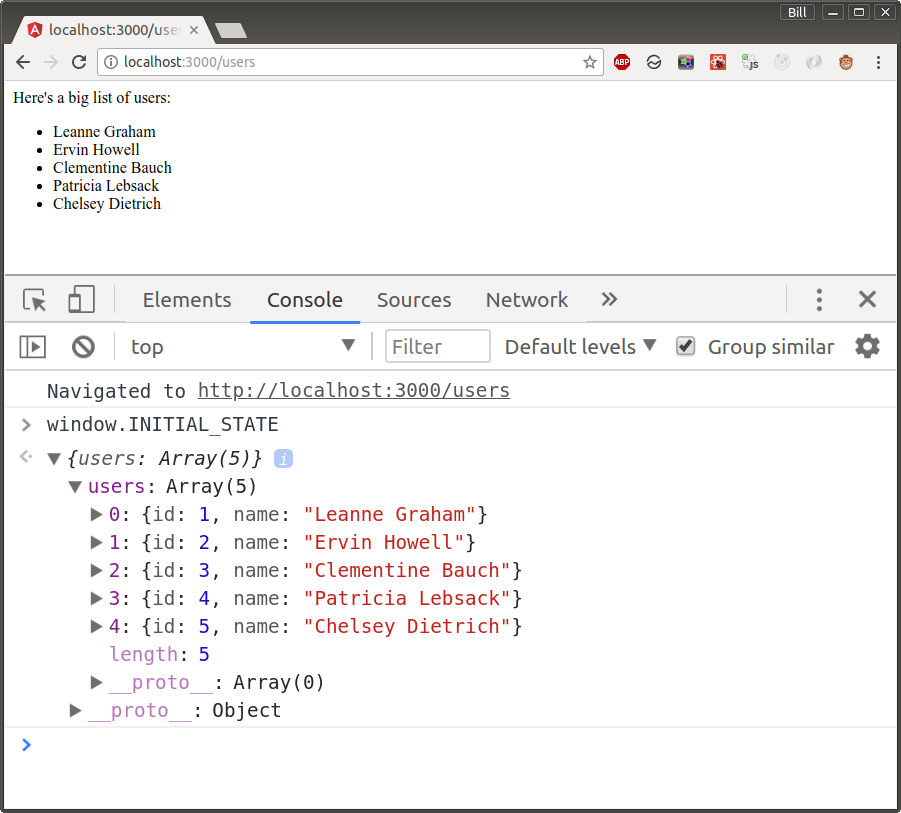 Bill
localhost:3000/use
localhost:3000/users
ABP
js
Here's a big list of users:
Leanne Graham
Ervin Howell
Clementine Bauch
Patricia Lebsack
Chelsey Dietrich
Elements Console Sources Network »
top Filter Default levels Group similar
Navigated to http://localhost:3000/users
window.INITIAL_STATE
{users: Array(5)} i
users: Array(5)
0: {id: 1, name: "Leanne Graham"}
1: {id: 2, name: "Ervin Howell"}
2: {id: 3, name: "Clementine Bauch"}
3: {id: 4, name: "Patricia Lebsack"}
4: {id: 5, name: "Chelsey Dietrich"}
length: 5
__proto__: Array(0)
__proto__: Object